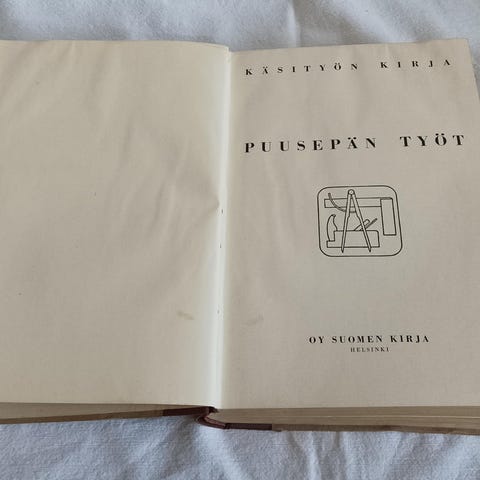 KÄSITYÖN KIRJA
PUUSEPÄN TYÖT
OY SUOMEN KIRJA
HELSINKI